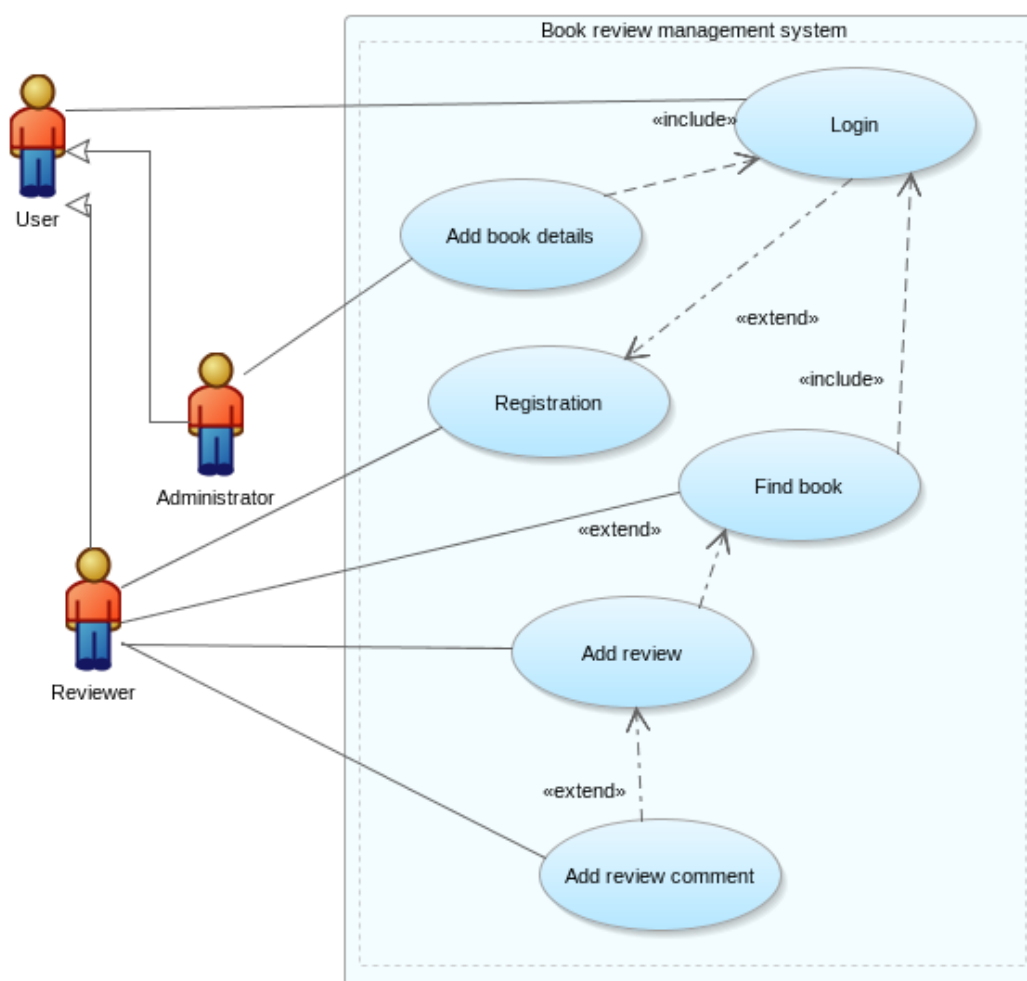 Book review management system
«include»
Login
User
Add book details
«extend»
«include»
Registration
Find book
Administrator
«extend»
Add review
Reviewer
«extend»
Add review comment